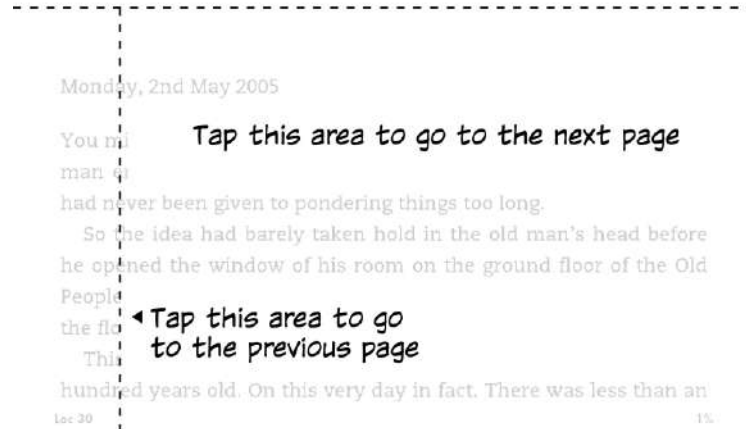 Monday, 2nd May 2005
Tap this area to go to the next page
You mi
man
had never been given to pondering things too long.
So the idea had barely taken hold in the old man's head before
he opened the window of his room on the ground floor of the Old
People
the flo
◂ Tap this area to go
to the previous page
This
hundred years old. On this very day in fact. There was less than an
Loc 30 1%